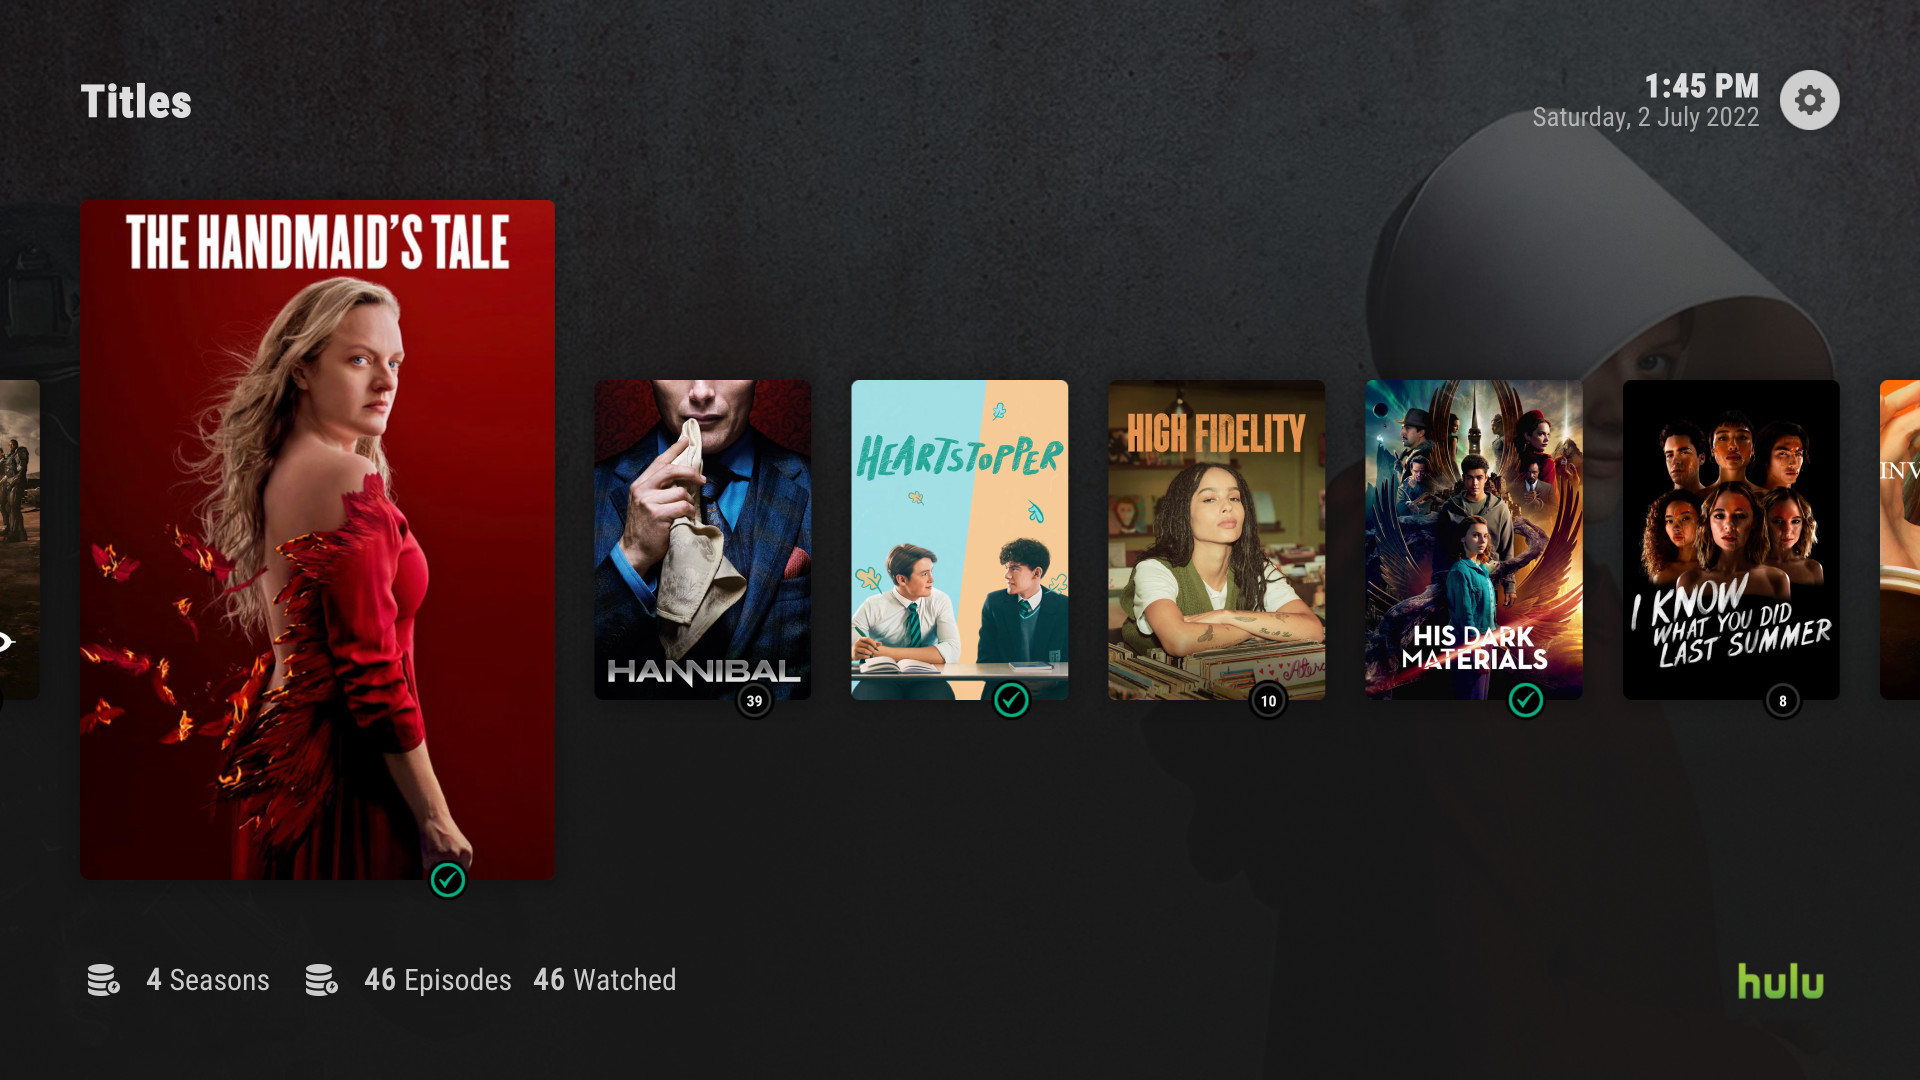 Titles
1:45 PM
Saturday, 2 July 2022
THE HANDMAID'S TALE
HANNIBAL
39
HEARTSTOPPER
HIGH FIDELITY
10
HIS DARK
MATERIALS
I KNOW
WHAT YOU DID
LAST SUMMER
8
INV
4 Seasons
46 Episodes
46 Watched
hulu